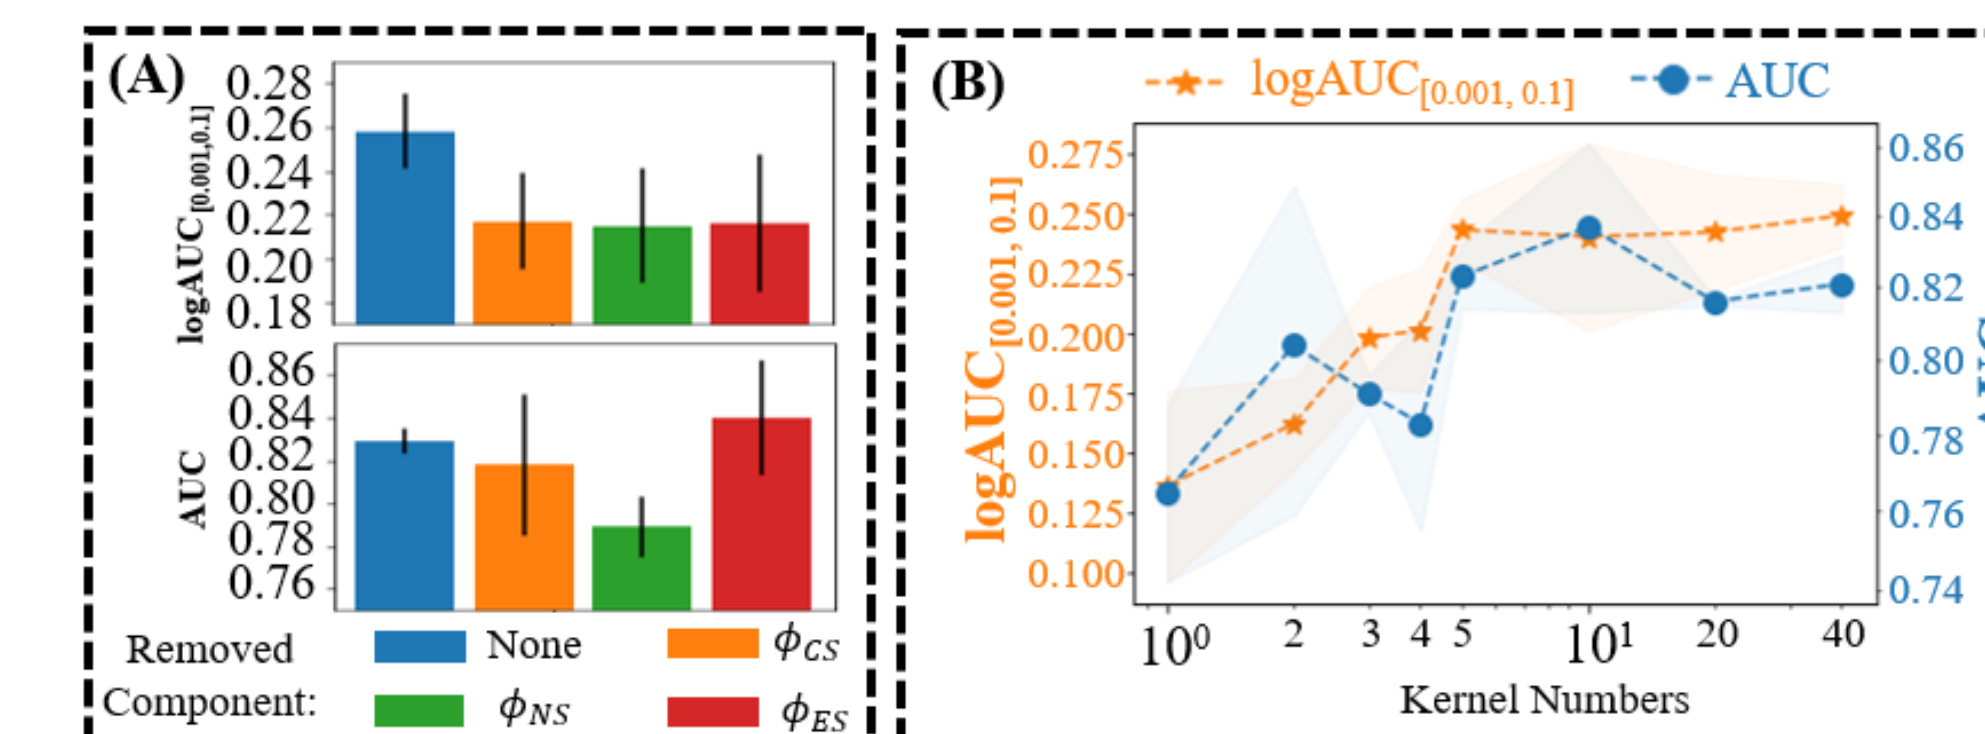 (A)
logAUC[0.001,0.1]
0.28
0.26
0.24
0.22
0.20
0.18
AUC
0.86
0.84
0.82
0.80
0.78
0.76
Removed Component:
None
ϕCS
ϕNS
ϕES
(B)
logAUC[0.001, 0.1]
AUC
logAUC[0.001, 0.1]
0.275
0.250
0.225
0.200
0.175
0.150
0.125
0.100
0.86
0.84
0.82
0.80
0.78
0.76
0.74
10⁰ 2 3 4 5 10¹ 20 40
Kernel Numbers